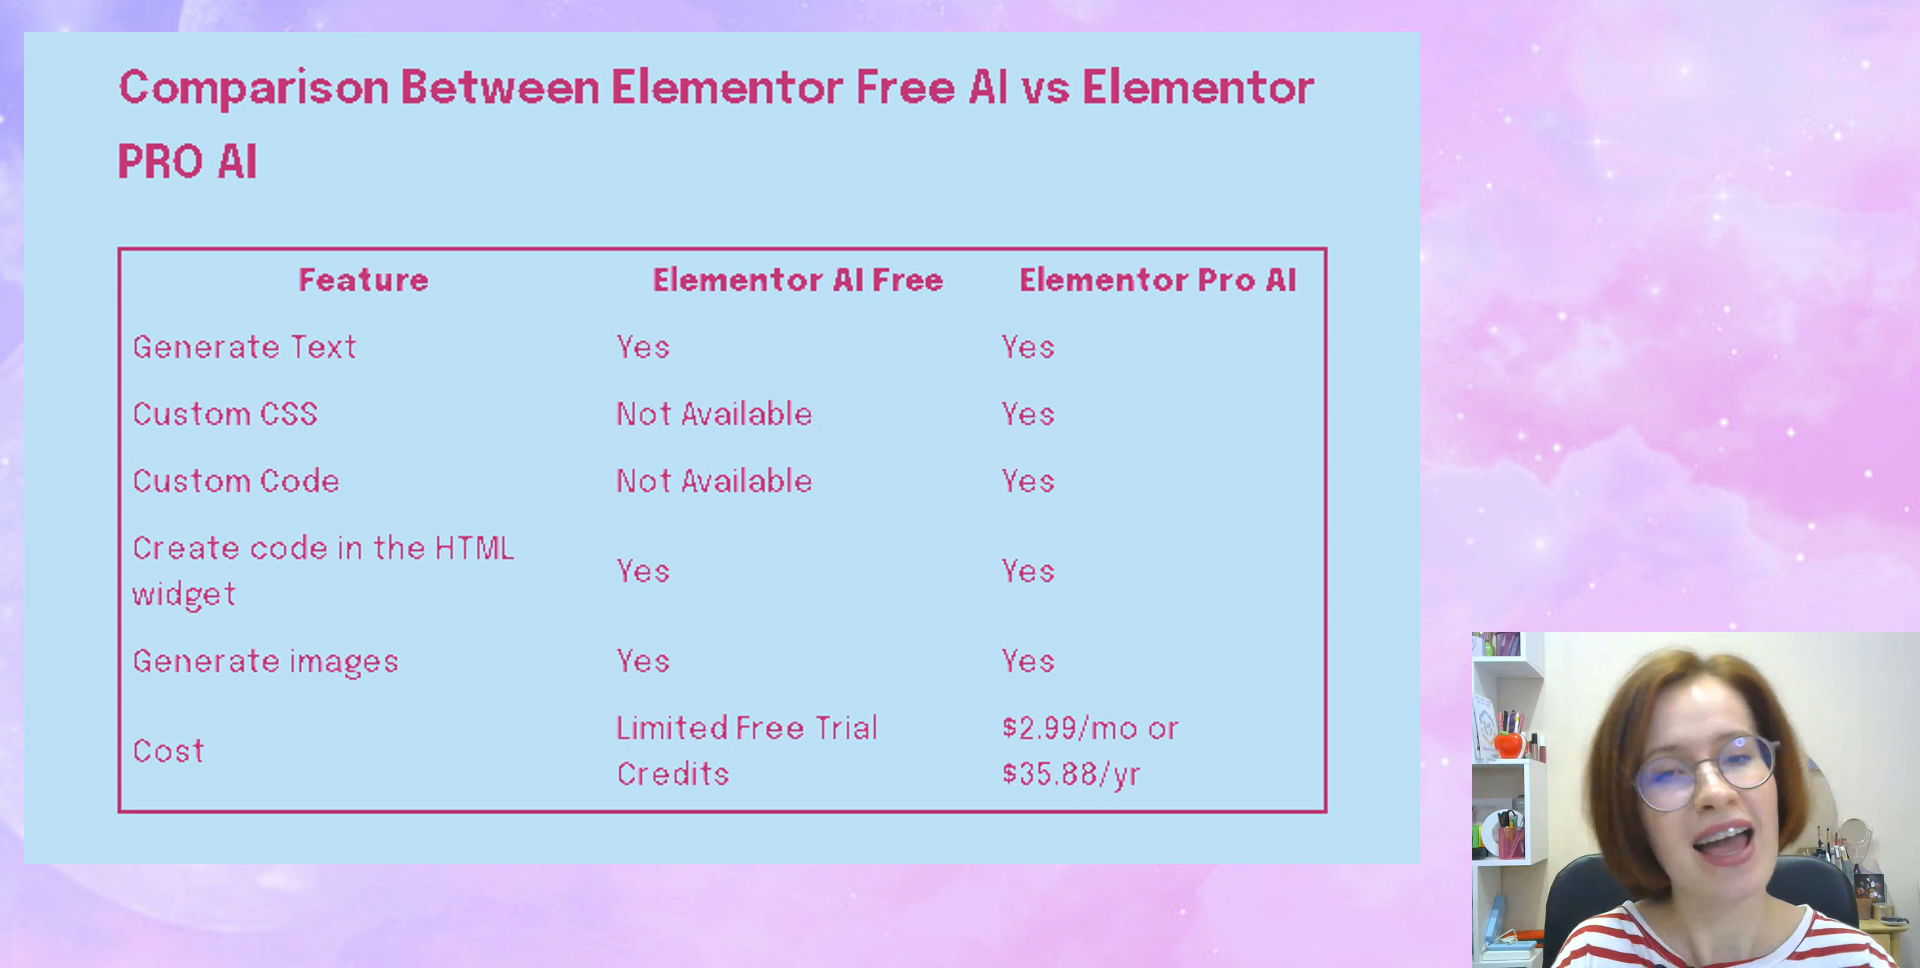 Comparison Between Elementor Free AI vs Elementor
PRO AI
Feature Elementor AI Free Elementor Pro AI
Generate Text Yes Yes
Custom CSS Not Available Yes
Custom Code Not Available Yes
Create code in the HTML
widget Yes Yes
Generate images Yes Yes
Cost Limited Free Trial
Credits $2.99/mo or
$35.88/yr